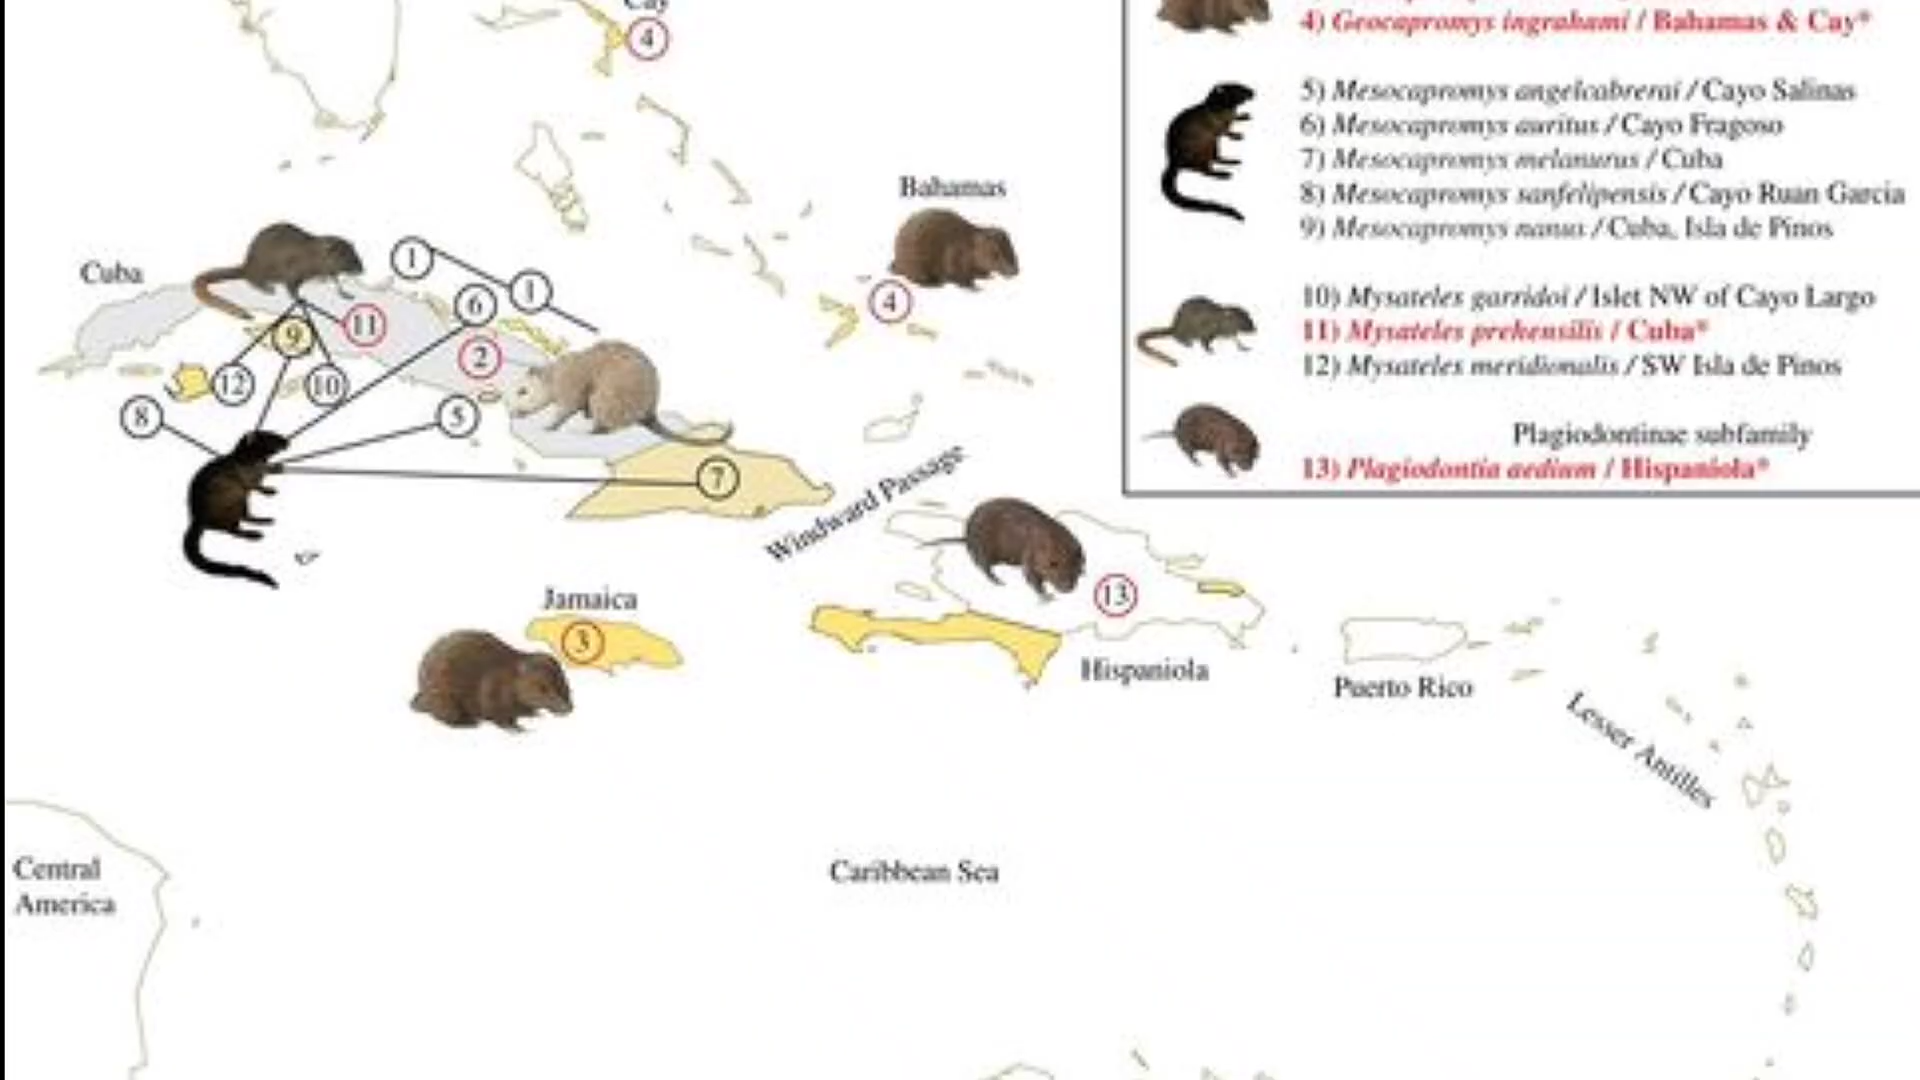 Cay
4
4) Geocapromys ingrahami / Bahamas & Cay*
5) Mesocapromys angelcabrerai / Cayo Salinas
6) Mesocapromys auritus / Cayo Fragoso
7) Mesocapromys melanurus / Cuba
8) Mesocapromys sanfelipensis / Cayo Ruan Garcia
9) Mesocapromys nanus / Cuba, Isla de Pinos
10) Mysateles garridoi / Islet NW of Cayo Largo
11) Mysateles prehensilis / Cuba*
12) Mysateles meridionalis / SW Isla de Pinos
Plagiodontinae subfamily
13) Plagiodontia aedium / Hispaniola*
Bahamas
4
Cuba
1
1
6
11
9
2
12
10
8
5
7
Windward Passage
13
Jamaica
3
Hispaniola
Puerto Rico
Lesser Antilles
Central
America
Caribbean Sea